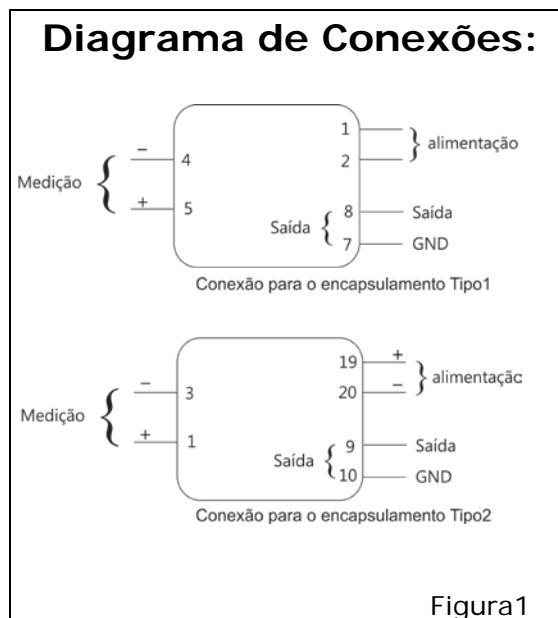 Diagrama de Conexões:
Medição { − 4
+ 5
1
2 } alimentação
Saída { 8 Saída
7 GND
Conexão para o encapsulamento Tipo1
Medição { − 3
+ 1
19 +
20 − } alimentação
Saída { 9 Saída
10 GND
Conexão para o encapsulamento Tipo2
Figura1